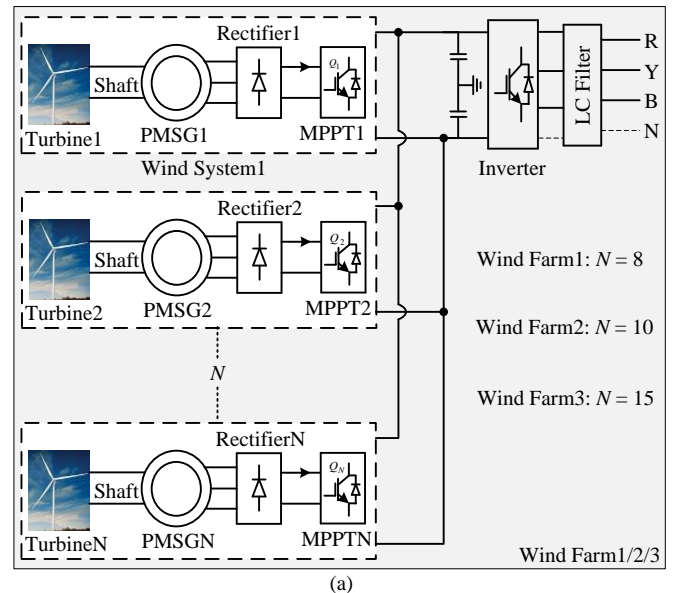 Rectifier1
Q1
Shaft
Turbine1
PMSG1
MPPT1
Wind System1
Inverter
LC Filter
R
Y
B
N
Rectifier2
Q2
Shaft
Turbine2
PMSG2
MPPT2
N
RectifierN
QN
Shaft
TurbineN
PMSGN
MPPTN
Wind Farm1: N = 8
Wind Farm2: N = 10
Wind Farm3: N = 15
Wind Farm1/2/3
(a)